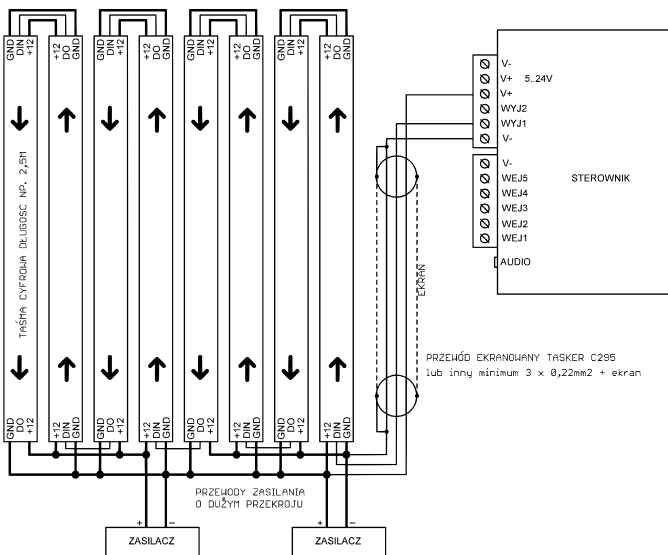 GND DIN +12
+12 DO GND
GND DIN +12
+12 DO GND
GND DIN +12
+12 DO GND
GND DIN +12
+12 DO GND
TAŚMA CYFROWA DŁUGOSC NP. 2,5M
GND DO +12
+12 DIN GND
GND DO +12
+12 DIN GND
GND DO +12
+12 DIN GND
GND DO +12
+12 DIN GND
PRZEWODY ZASILANIA
O DUŻYM PRZEKROJU
+ −
ZASILACZ
+ −
ZASILACZ
EKRAN
V-
V+ 5..24V
V+
WYJ2
WYJ1
V-
V-
WEJ5
WEJ4
WEJ3
WEJ2
WEJ1
AUDIO
STEROWNIK
PRZEWÓD EKRANOWANY TASKER C295
lub inny minimum 3 x 0,22mm2 + ekran